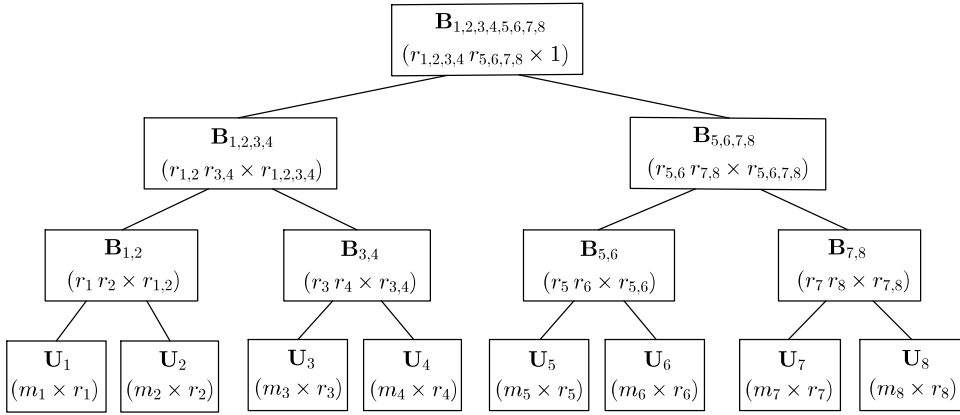 B₁,₂,₃,₄,₅,₆,₇,₈
(r₁,₂,₃,₄ r₅,₆,₇,₈ × 1)
B₁,₂,₃,₄
(r₁,₂ r₃,₄ × r₁,₂,₃,₄)
B₅,₆,₇,₈
(r₅,₆ r₇,₈ × r₅,₆,₇,₈)
B₁,₂
(r₁ r₂ × r₁,₂)
B₃,₄
(r₃ r₄ × r₃,₄)
B₅,₆
(r₅ r₆ × r₅,₆)
B₇,₈
(r₇ r₈ × r₇,₈)
U₁
(m₁ × r₁)
U₂
(m₂ × r₂)
U₃
(m₃ × r₃)
U₄
(m₄ × r₄)
U₅
(m₅ × r₅)
U₆
(m₆ × r₆)
U₇
(m₇ × r₇)
U₈
(m₈ × r₈)